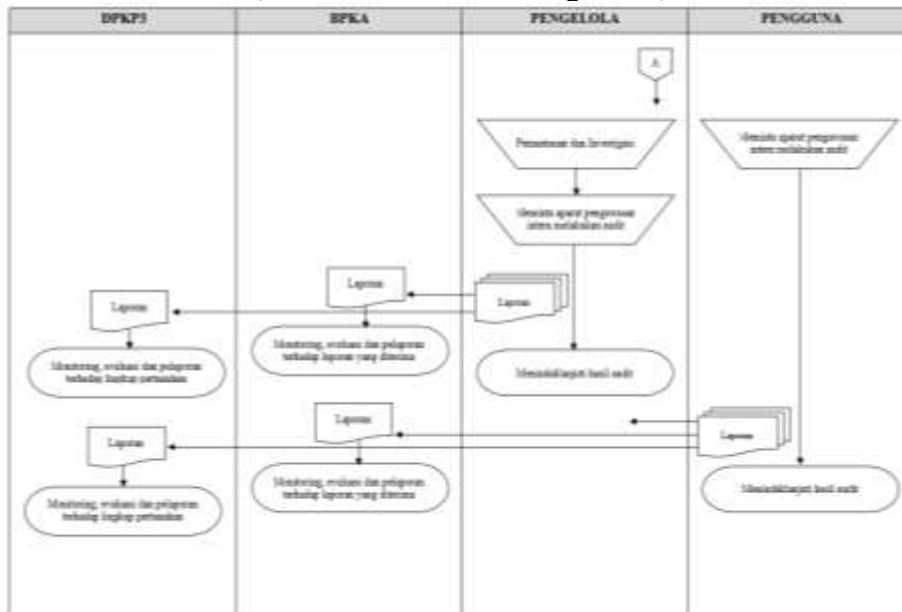 DPKP3
BPKA
PENGELOLA
PENGGUNA
A
Pemantauan dan Investigasi
Meminta aparat pengawasan
intern melakukan audit
Meminta aparat pengawasan
intern melakukan audit
Laporan
Laporan
Laporan
Monitoring, evaluasi dan pelaporan
terhadap lingkup pertanahan
Monitoring, evaluasi dan pelaporan
terhadap laporan yang diterima
Menindaklanjuti hasil audit
Laporan
Laporan
Laporan
Monitoring, evaluasi dan pelaporan
terhadap lingkup pertanahan
Monitoring, evaluasi dan pelaporan
terhadap laporan yang diterima
Menindaklanjuti hasil audit